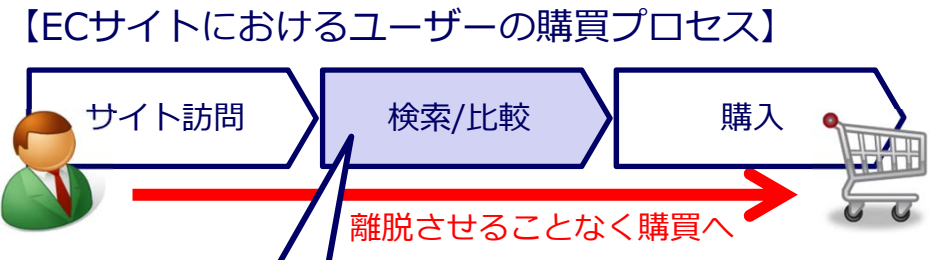 【ECサイトにおけるユーザーの購買プロセス】
サイト訪問
検索/比較
購入
離脱させることなく購買へ